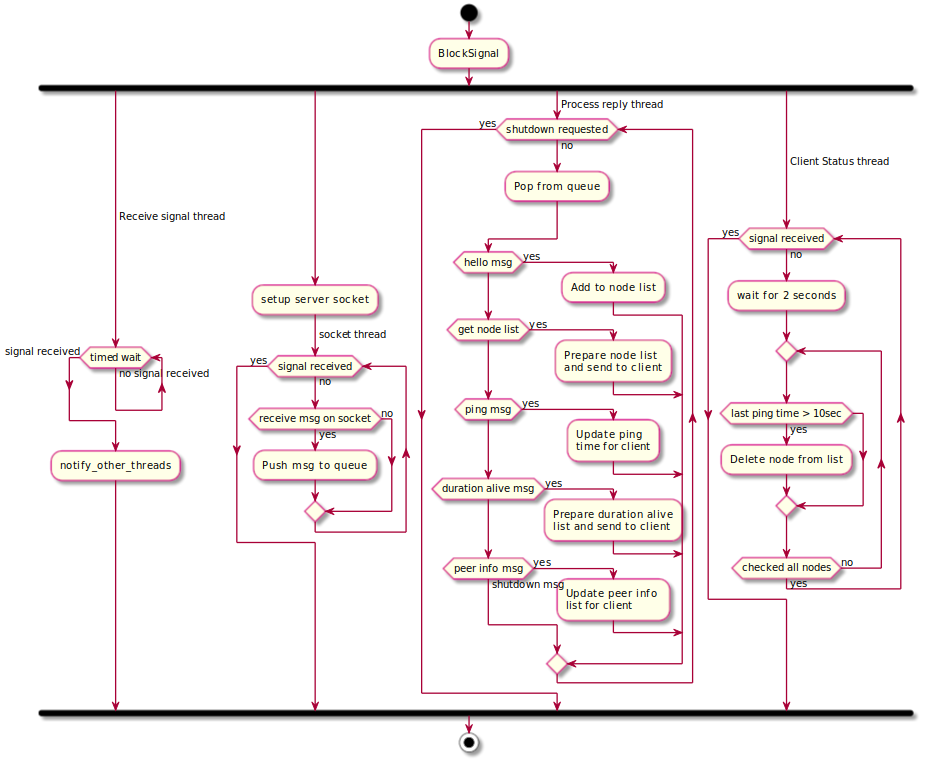 BlockSignal
Receive signal thread
signal received
timed wait
no signal received
notify_other_threads
setup server socket
socket thread
yes
signal received
no
receive msg on socket
no
yes
Push msg to queue
Process reply thread
yes
shutdown requested
no
Pop from queue
hello msg
yes
Add to node list
get node list
yes
Prepare node list
and send to client
ping msg
yes
Update ping
time for client
duration alive msg
yes
Prepare duration alive
list and send to client
peer info msg
yes
shutdown msg
Update peer info
list for client
Client Status thread
yes
signal received
no
wait for 2 seconds
last ping time > 10sec
yes
Delete node from list
checked all nodes
no
yes